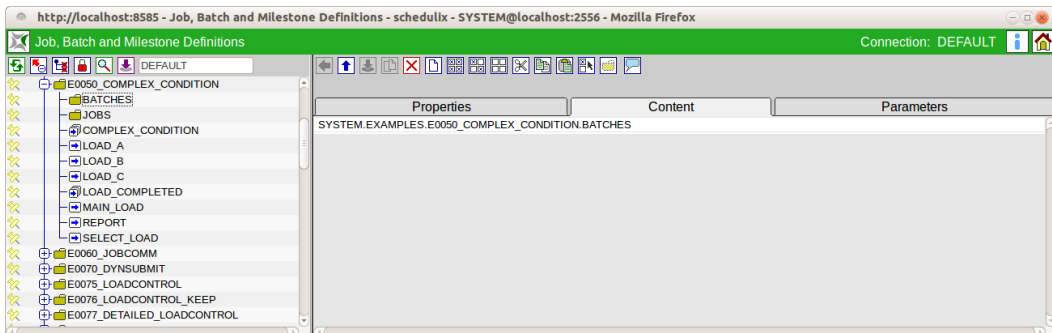 http://localhost:8585 - Job, Batch and Milestone Definitions - schedulix - SYSTEM@localhost:2556 - Mozilla Firefox
Job, Batch and Milestone Definitions
Connection: DEFAULT
DEFAULT
E0050_COMPLEX_CONDITION
BATCHES
JOBS
COMPLEX_CONDITION
LOAD_A
LOAD_B
LOAD_C
LOAD_COMPLETED
MAIN_LOAD
REPORT
SELECT_LOAD
E0060_JOBCOMM
E0070_DYNSUBMIT
E0075_LOADCONTROL
E0076_LOADCONTROL_KEEP
E0077_DETAILED_LOADCONTROL
Properties
Content
Parameters
SYSTEM.EXAMPLES.E0050_COMPLEX_CONDITION.BATCHES